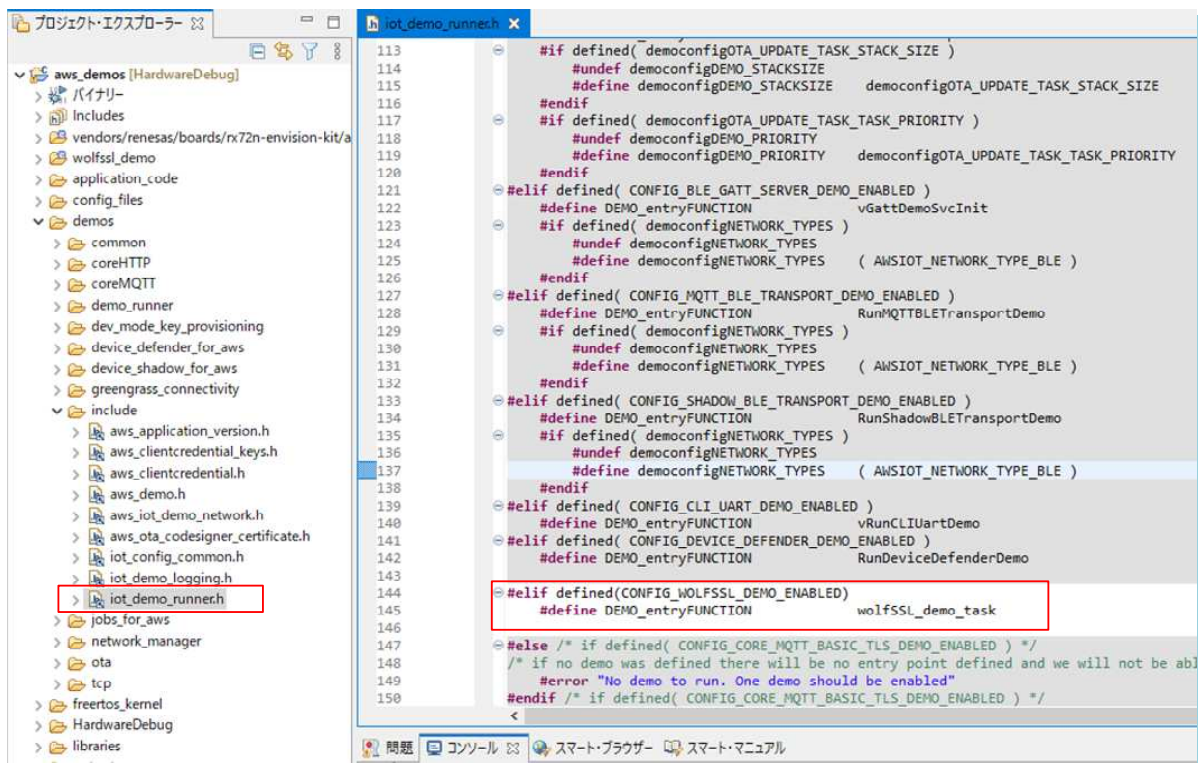 プロジェクト・エクスプローラー
aws_demos [HardwareDebug]
バイナリー
Includes
vendors/renesas/boards/rx72n-envision-kit/a
wolfssl_demo
application_code
config_files
demos
common
coreHTTP
coreMQTT
demo_runner
dev_mode_key_provisioning
device_defender_for_aws
device_shadow_for_aws
greengrass_connectivity
include
aws_application_version.h
aws_clientcredential_keys.h
aws_clientcredential.h
aws_demo.h
aws_iot_demo_network.h
aws_ota_codesigner_certificate.h
iot_config_common.h
iot_demo_logging.h
iot_demo_runner.h
jobs_for_aws
network_manager
ota
tcp
freertos_kernel
HardwareDebug
libraries
iot_demo_runner.h
113 #if defined( democonfigOTA_UPDATE_TASK_STACK_SIZE )
114 #undef democonfigDEMO_STACKSIZE
115 #define democonfigDEMO_STACKSIZE democonfigOTA_UPDATE_TASK_STACK_SIZE
116 #endif
117 #if defined( democonfigOTA_UPDATE_TASK_TASK_PRIORITY )
118 #undef democonfigDEMO_PRIORITY
119 #define democonfigDEMO_PRIORITY democonfigOTA_UPDATE_TASK_TASK_PRIORITY
120 #endif
121 #elif defined( CONFIG_BLE_GATT_SERVER_DEMO_ENABLED )
122 #define DEMO_entryFUNCTION vGattDemoSvcInit
123 #if defined( democonfigNETWORK_TYPES )
124 #undef democonfigNETWORK_TYPES
125 #define democonfigNETWORK_TYPES ( AWSIOT_NETWORK_TYPE_BLE )
126 #endif
127 #elif defined( CONFIG_MQTT_BLE_TRANSPORT_DEMO_ENABLED )
128 #define DEMO_entryFUNCTION RunMQTTBLETransportDemo
129 #if defined( democonfigNETWORK_TYPES )
130 #undef democonfigNETWORK_TYPES
131 #define democonfigNETWORK_TYPES ( AWSIOT_NETWORK_TYPE_BLE )
132 #endif
133 #elif defined( CONFIG_SHADOW_BLE_TRANSPORT_DEMO_ENABLED )
134 #define DEMO_entryFUNCTION RunShadowBLETransportDemo
135 #if defined( democonfigNETWORK_TYPES )
136 #undef democonfigNETWORK_TYPES
137 #define democonfigNETWORK_TYPES ( AWSIOT_NETWORK_TYPE_BLE )
138 #endif
139 #elif defined( CONFIG_CLI_UART_DEMO_ENABLED )
140 #define DEMO_entryFUNCTION vRunCLIUartDemo
141 #elif defined( CONFIG_DEVICE_DEFENDER_DEMO_ENABLED )
142 #define DEMO_entryFUNCTION RunDeviceDefenderDemo
143
144 #elif defined(CONFIG_WOLFSSL_DEMO_ENABLED)
145 #define DEMO_entryFUNCTION wolfSSL_demo_task
146
147 #else /* if defined( CONFIG_CORE_MQTT_BASIC_TLS_DEMO_ENABLED ) */
148 /* if no demo was defined there will be no entry point defined and we will not be abl
149 #error "No demo to run. One demo should be enabled"
150 #endif /* if defined( CONFIG_CORE_MQTT_BASIC_TLS_DEMO_ENABLED ) */
問題 コンソール スマート・ブラウザー スマート・マニュアル